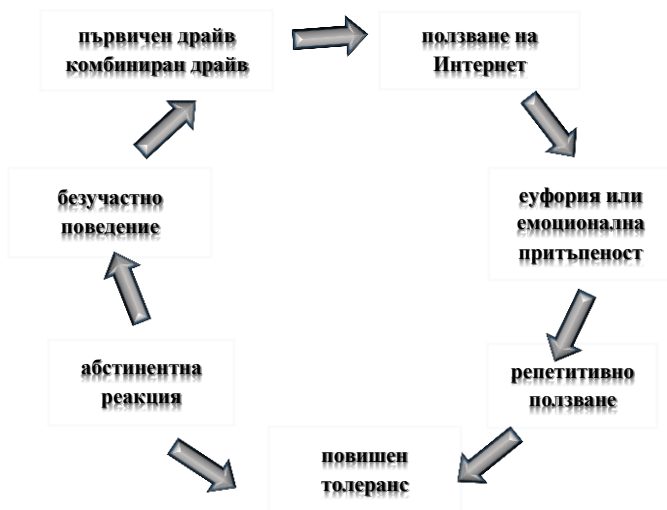 първичен драйв
комбиниран драйв
ползване на
Интернет
еуфория или
емоционална
притъпеност
репетитивно
ползване
повишен
толеранс
абстинентна
реакция
безучастно
поведение